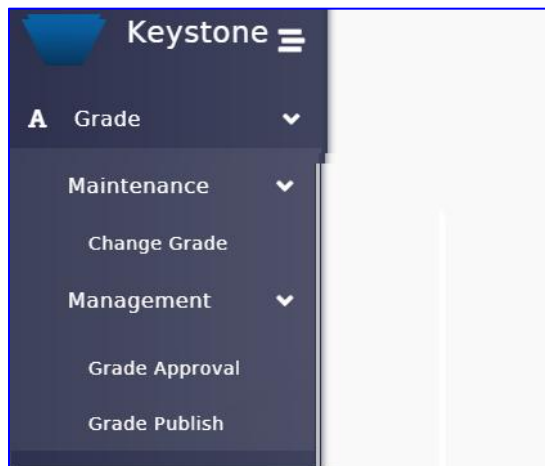 Keystone
A Grade
Maintenance
Change Grade
Management
Grade Approval
Grade Publish